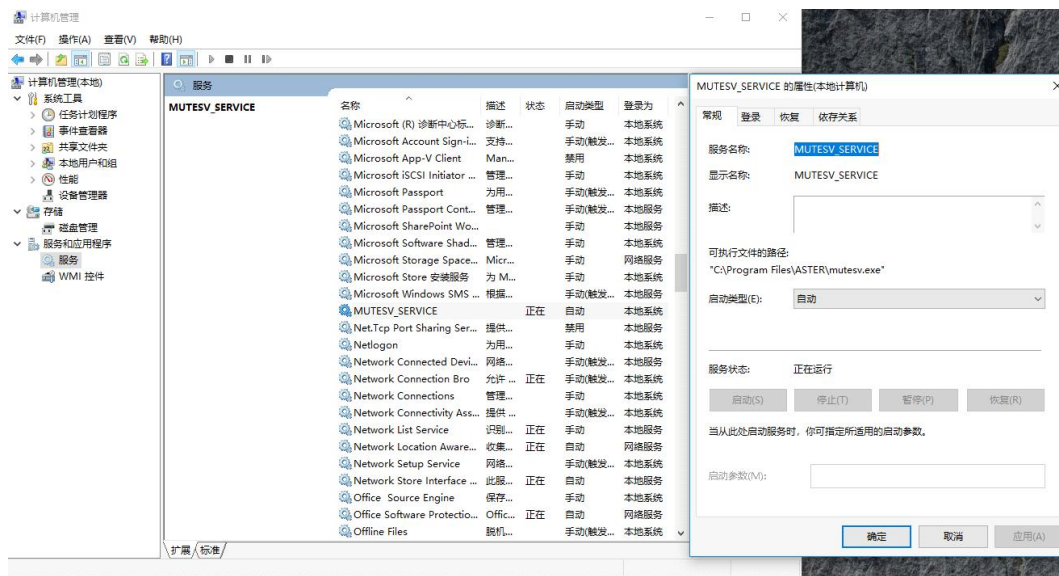 计算机管理
文件(F) 操作(A) 查看(V) 帮助(H)
计算机管理(本地)
系统工具
任务计划程序
事件查看器
共享文件夹
本地用户和组
性能
设备管理器
存储
磁盘管理
服务和应用程序
服务
WMI 控件
服务
MUTESV_SERVICE
名称 描述 状态 启动类型 登录为
Microsoft (R) 诊断中心标... 诊断... 手动 本地系统
Microsoft Account Sign-i... 支持... 手动(触发... 本地系统
Microsoft App-V Client Man... 禁用 本地系统
Microsoft iSCSI Initiator ... 管理... 手动 本地系统
Microsoft Passport 为用... 手动(触发... 本地系统
Microsoft Passport Cont... 管理... 手动(触发... 本地服务
Microsoft SharePoint Wo... 手动 本地服务
Microsoft Software Shad... 管理... 手动 本地系统
Microsoft Storage Space... Micr... 手动 网络服务
Microsoft Store 安装服务 为 M... 手动 本地系统
Microsoft Windows SMS ... 根据... 手动(触发... 本地服务
MUTESV_SERVICE 正在 自动 本地系统
Net.Tcp Port Sharing Ser... 提供... 禁用 本地服务
Netlogon 为用... 手动 本地系统
Network Connected Devi... 网络... 手动(触发... 本地服务
Network Connection Bro 允许 ... 正在 手动(触发... 本地系统
Network Connections 管理... 手动 本地系统
Network Connectivity Ass... 提供 ... 手动(触发... 本地系统
Network List Service 识别... 正在 手动 本地服务
Network Location Aware... 收集... 正在 自动 网络服务
Network Setup Service 网络... 手动(触发... 本地系统
Network Store Interface ... 此服... 正在 自动 本地服务
Office Source Engine 保存... 手动 本地系统
Office Software Protectio... Offic... 正在 自动 网络服务
Offline Files 脱机... 手动(触发... 本地系统
扩展 标准
MUTESV_SERVICE 的属性(本地计算机)
常规 登录 恢复 依存关系
服务名称: MUTESV_SERVICE
显示名称: MUTESV_SERVICE
描述:
可执行文件的路径:
"C:\Program Files\ASTER\mutesv.exe"
启动类型(E): 自动
服务状态: 正在运行
启动(S) 停止(T) 暂停(P) 恢复(R)
当从此处启动服务时，你可指定所适用的启动参数。
启动参数(M):
确定 取消 应用(A)